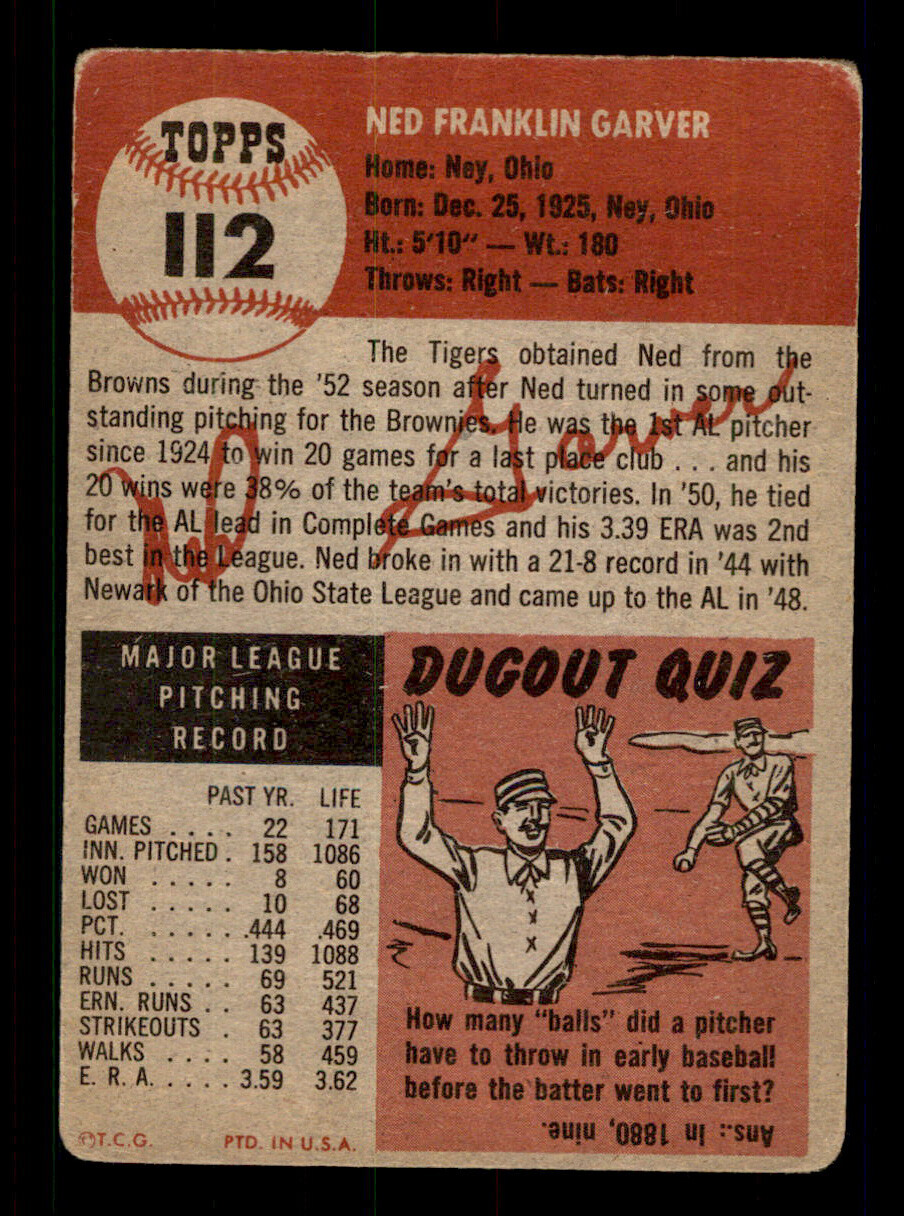 TOPPS
112
NED FRANKLIN GARVER
Home: Ney, Ohio
Born: Dec. 25, 1925, Ney, Ohio
Ht.: 5'10" — Wt.: 180
Throws: Right — Bats: Right
The Tigers obtained Ned from the
Browns during the '52 season after Ned turned in some out-
standing pitching for the Brownies. He was the 1st AL pitcher
since 1924 to win 20 games for a last place club . . . and his
20 wins were 38% of the team's total victories. In '50, he tied
for the AL lead in Complete Games and his 3.39 ERA was 2nd
best in the League. Ned broke in with a 21-8 record in '44 with
Newark of the Ohio State League and came up to the AL in '48.
Ned Garver
MAJOR LEAGUE
PITCHING
RECORD
PAST YR. LIFE
GAMES . . . . 22 171
INN. PITCHED . 158 1086
WON . . . . . 8 60
LOST . . . . . 10 68
PCT. . . . . . .444 .469
HITS . . . . . 139 1088
RUNS . . . . . 69 521
ERN. RUNS . . 63 437
STRIKEOUTS . 63 377
WALKS . . . . 58 459
E. R. A. . . . . 3.59 3.62
©T.C.G. PTD. IN U.S.A.
DUGOUT QUIZ
How many "balls" did a pitcher
have to throw in early baseball
before the batter went to first?
Ans.: In 1880, nine.